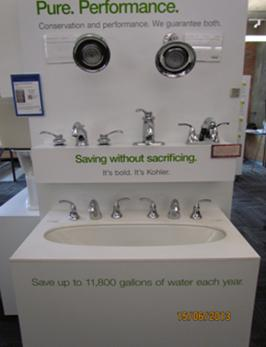 Pure. Performance.
Conservation and performance. We guarantee both.
Saving without sacrificing.
It's bold. It's Kohler.
Save up to 11,800 gallons of water each year.
15/06/2013